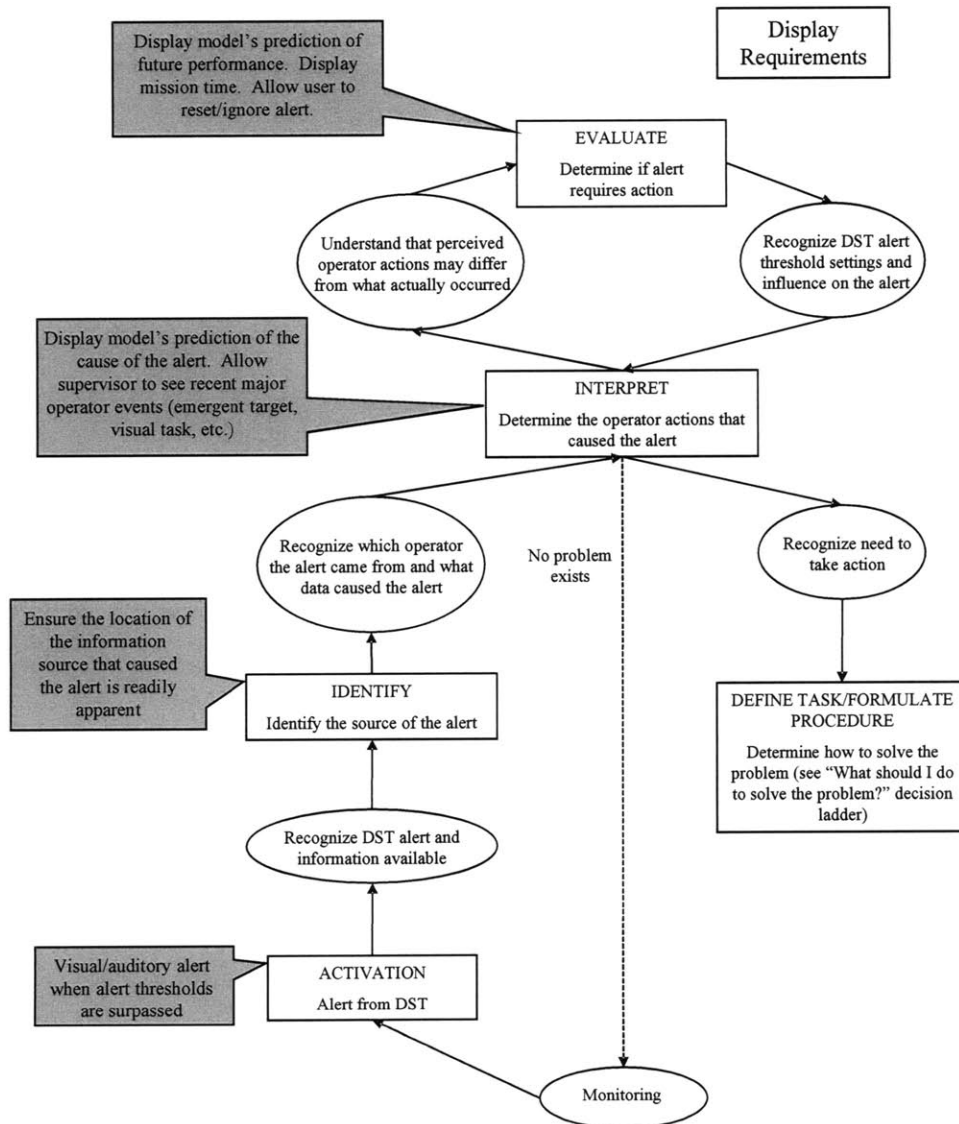 Display
Requirements
Display model's prediction of
future performance. Display
mission time. Allow user to
reset/ignore alert.
EVALUATE
Determine if alert
requires action
Understand that perceived
operator actions may differ
from what actually occurred
Recognize DST alert
threshold settings and
influence on the alert
Display model's prediction of the
cause of the alert. Allow
supervisor to see recent major
operator events (emergent target,
visual task, etc.)
INTERPRET
Determine the operator actions that
caused the alert
Recognize which operator
the alert came from and what
data caused the alert
No problem
exists
Recognize need to
take action
Ensure the location of
the information
source that caused
the alert is readily
apparent
IDENTIFY
Identify the source of the alert
DEFINE TASK/FORMULATE
PROCEDURE
Determine how to solve the
problem (see “What should I do
to solve the problem?” decision
ladder)
Recognize DST alert and
information available
Visual/auditory alert
when alert thresholds
are surpassed
ACTIVATION
Alert from DST
Monitoring